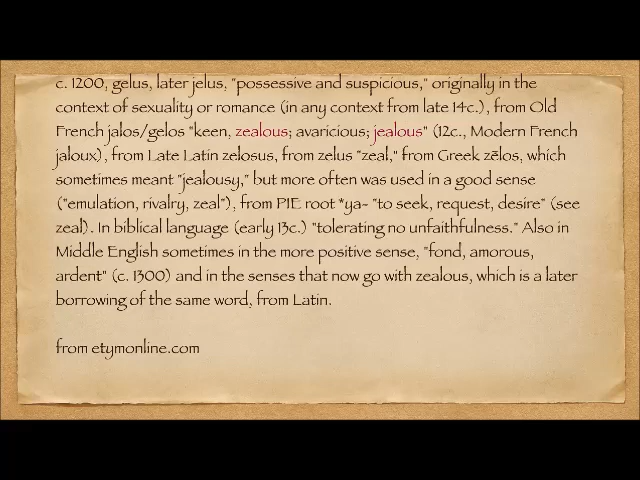 c. 1200, gelus, later jelus, "possessive and suspicious," originally in the
context of sexuality or romance (in any context from late 14c.), from Old
French jalos/gelos "keen, zealous; avaricious; jealous" (12c., Modern French
jaloux), from Late Latin zelosus, from zelus "zeal," from Greek zēlos, which
sometimes meant "jealousy," but more often was used in a good sense
("emulation, rivalry, zeal"), from PIE root *ya- "to seek, request, desire" (see
zeal). In biblical language (early 13c.) "tolerating no unfaithfulness." Also in
Middle English sometimes in the more positive sense, "fond, amorous,
ardent" (c. 1300) and in the senses that now go with zealous, which is a later
borrowing of the same word, from Latin.
from etymonline.com